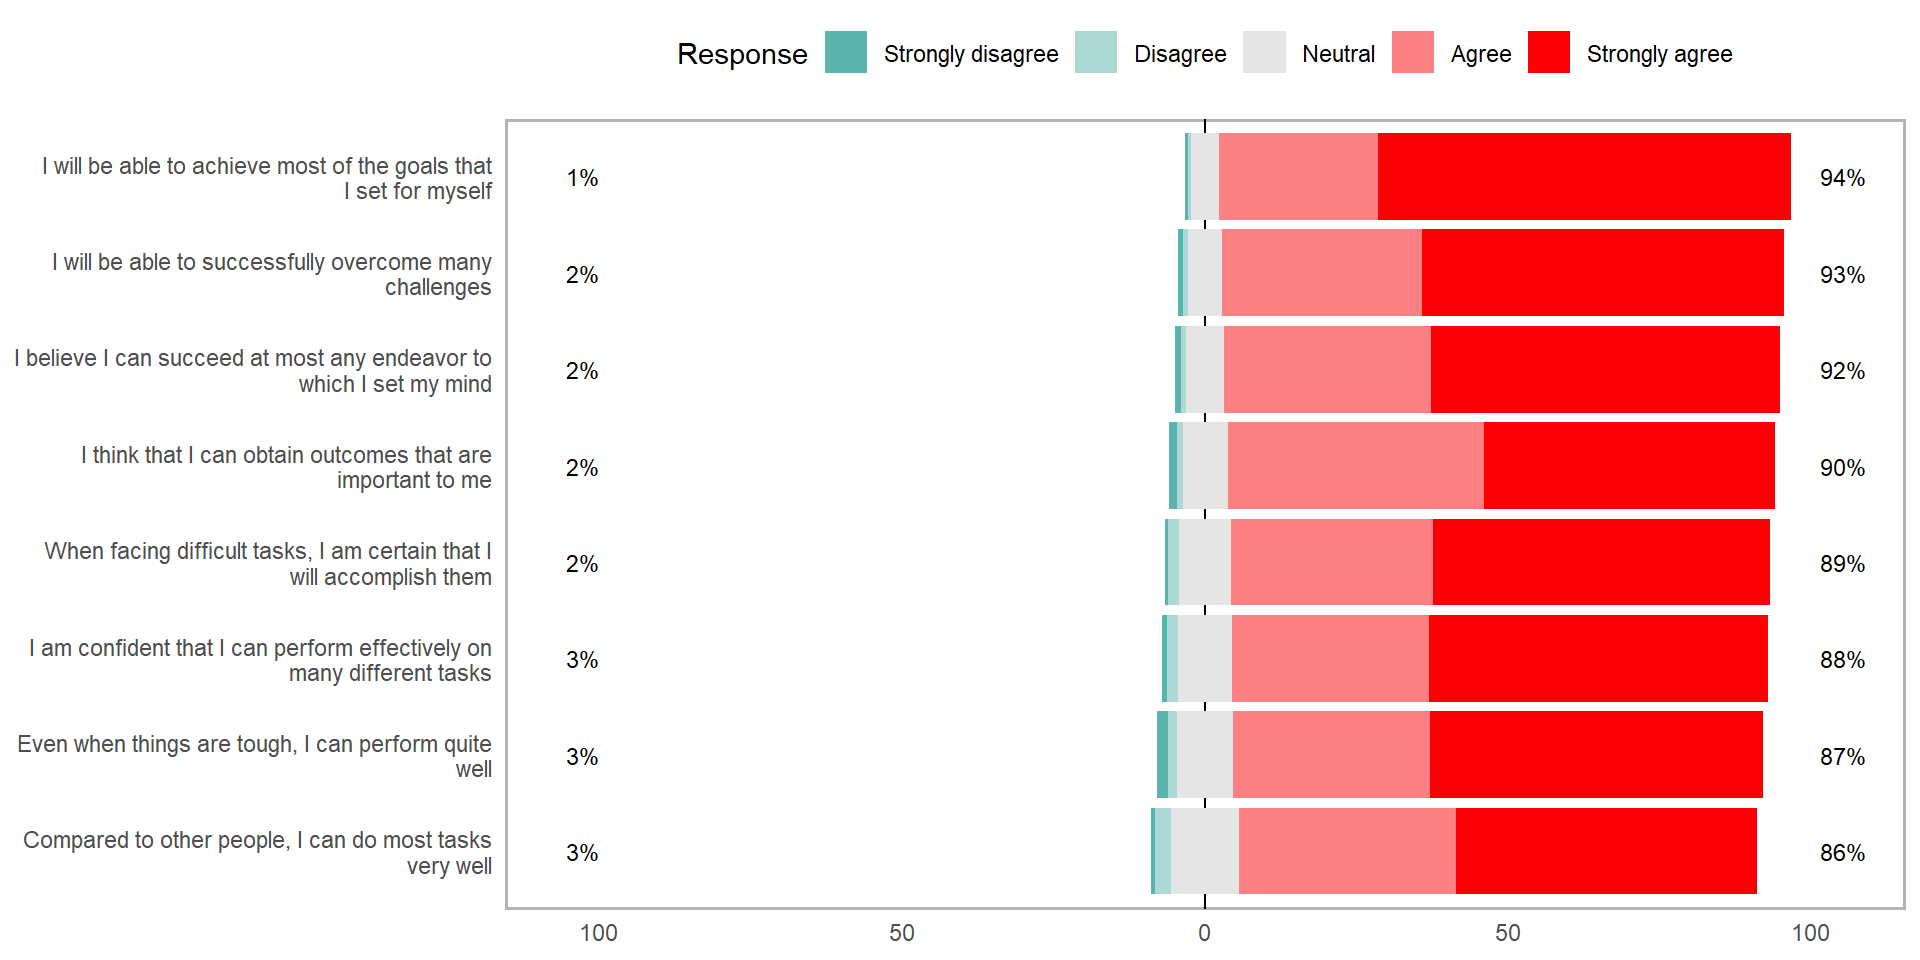 Response Strongly disagree Disagree Neutral Agree Strongly agree
I will be able to achieve most of the goals that
I set for myself
1% 94%
I will be able to successfully overcome many
challenges
2% 93%
I believe I can succeed at most any endeavor to
which I set my mind
2% 92%
I think that I can obtain outcomes that are
important to me
2% 90%
When facing difficult tasks, I am certain that I
will accomplish them
2% 89%
I am confident that I can perform effectively on
many different tasks
3% 88%
Even when things are tough, I can perform quite
well
3% 87%
Compared to other people, I can do most tasks
very well
3% 86%
100 50 0 50 100